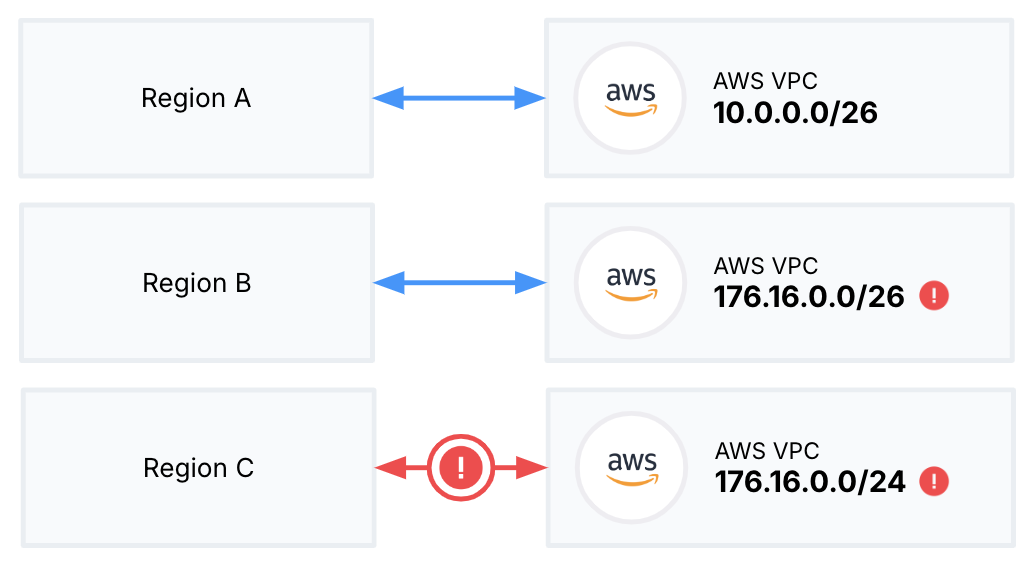 Region A
aws
AWS VPC
10.0.0.0/26
Region B
aws
AWS VPC
176.16.0.0/26
!
Region C
!
aws
AWS VPC
176.16.0.0/24
!